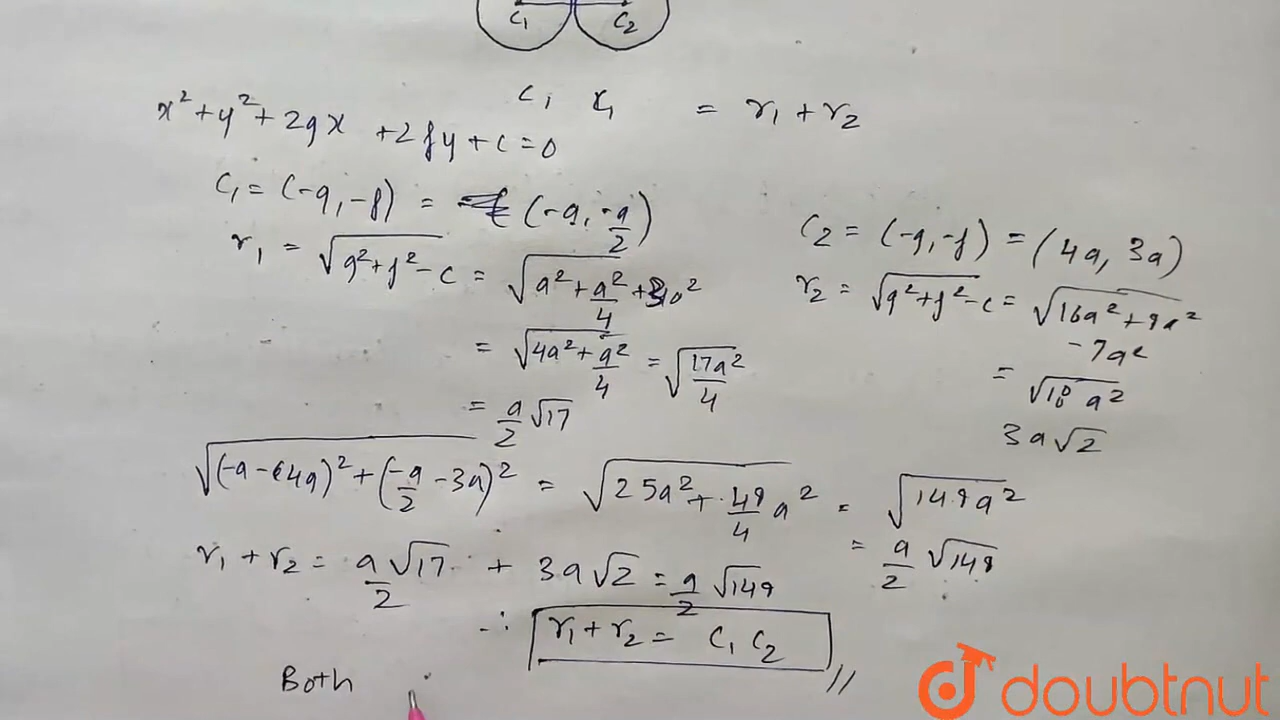 C₁ C₂
C₁ = r₁ + r₂
x² + y² + 2gx + 2fy + c = 0
C₁ = (-g, -f) = (-a, -a/2)
C₂ = (-g, -f) = (4a, 3a)
r₁ = √(g² + f² - c) = √(a² + a²/4 + 3a²)
r₂ = √(g² + f² - c) = √(16a² + 9a²
- 7a²)
= √(4a² + a²/4) = √(17a²/4)
= √(18 a²)
= a/2 √17
3a√2
√((-a - (4a)² + (-a/2 - 3a)²) = √(25a² + 49/4 a²) = √(149a²)
= a/2 √149
r₁ + r₂ = a/2 √17 + 3a√2 = a/2 √149
∴ r₁ + r₂ = C₁ C₂ //
Both
doubtnut